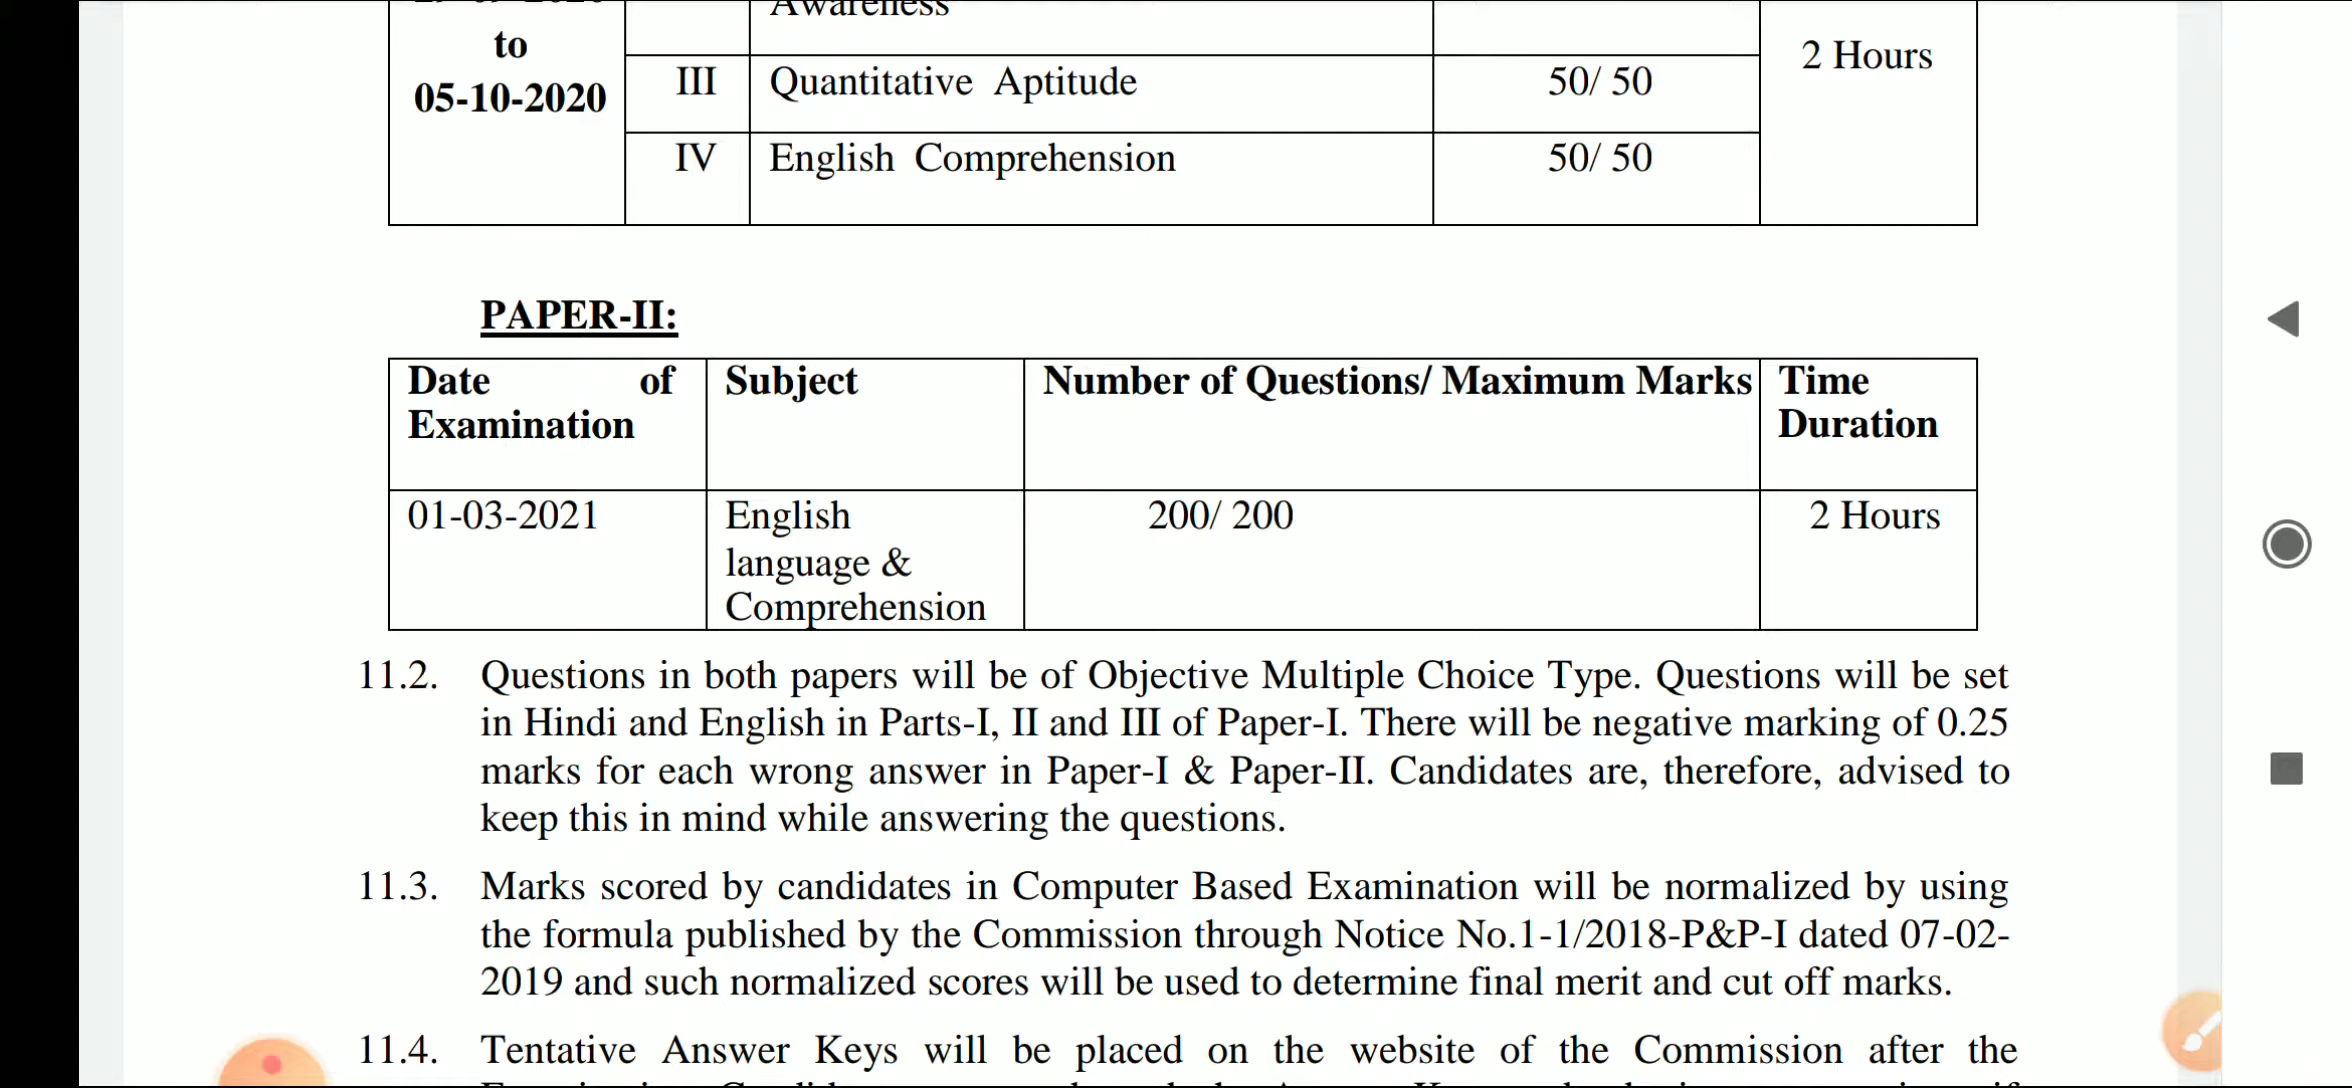 Awareness
to
2 Hours
05-10-2020
III Quantitative Aptitude 50/ 50
IV English Comprehension 50/ 50
PAPER-II:
Date of Subject Number of Questions/ Maximum Marks Time
Examination Duration
01-03-2021 English 200/ 200 2 Hours
language &
Comprehension
11.2. Questions in both papers will be of Objective Multiple Choice Type. Questions will be set
in Hindi and English in Parts-I, II and III of Paper-I. There will be negative marking of 0.25
marks for each wrong answer in Paper-I & Paper-II. Candidates are, therefore, advised to
keep this in mind while answering the questions.
11.3. Marks scored by candidates in Computer Based Examination will be normalized by using
the formula published by the Commission through Notice No.1-1/2018-P&P-I dated 07-02-
2019 and such normalized scores will be used to determine final merit and cut off marks.
11.4. Tentative Answer Keys will be placed on the website of the Commission after the